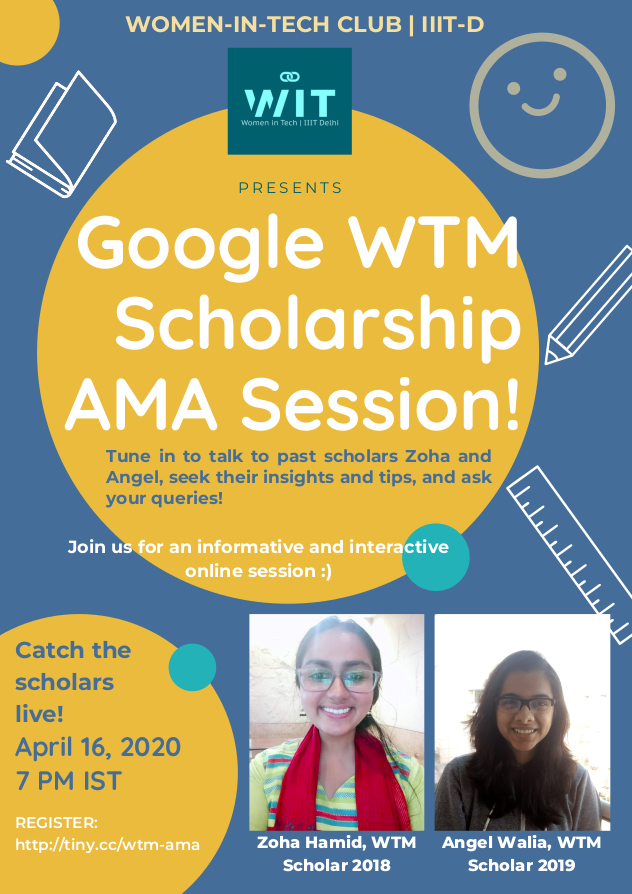 WOMEN-IN-TECH CLUB | IIIT-D
WIT
Women in Tech | IIIT Delhi
PRESENTS
Google WTM
Scholarship
AMA Session!
Tune in to talk to past scholars Zoha and
Angel, seek their insights and tips, and ask
your queries!
Join us for an informative and interactive
online session :)
Catch the
scholars
live!
April 16, 2020
7 PM IST
REGISTER:
http://tiny.cc/wtm-ama
Zoha Hamid, WTM
Scholar 2018
Angel Walia, WTM
Scholar 2019